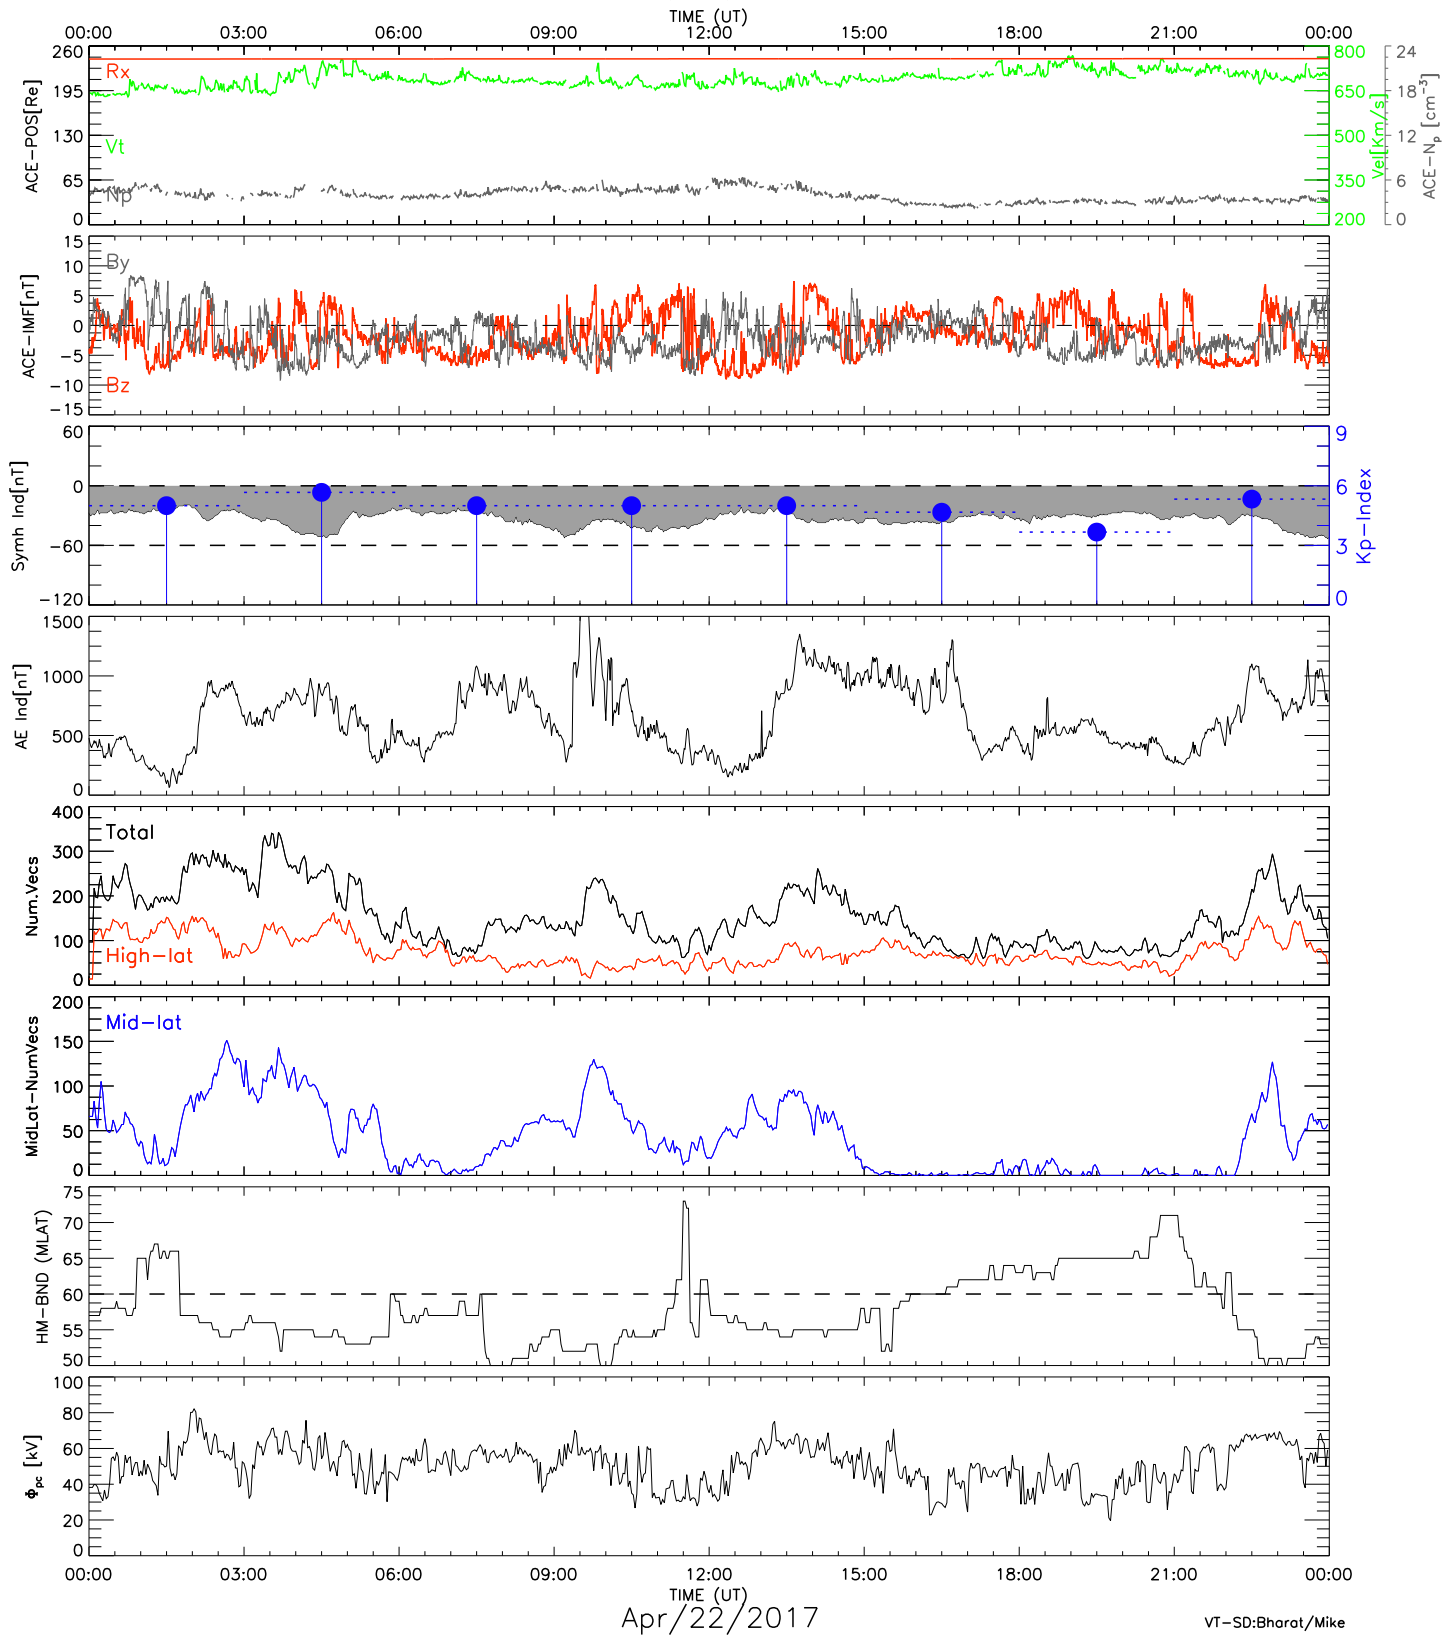 TIME (UT)
00:00 03:00 06:00 09:00 12:00 15:00 18:00 21:00 00:00
260 195 130 65 0
ACE-POS[Re]
Rx
Vt
Np
800 650 500 350 200
Vel[Km/s]
24 18 12 6 0
ACE-Np [cm⁻³]
15 10 5 0 -5 -10 -15
ACE-IMF[nT]
By
Bz
60 0 -60 -120
Symh Ind[nT]
9 6 3 0
Kp-Index
1500 1000 500 0
AE Ind[nT]
400 300 200 100 0
Num.Vecs
Total
High-lat
200 150 100 50 0
MidLat-NumVecs
Mid-lat
75 70 65 60 55 50
HM-BND (MLAT)
100 80 60 40 20 0
Φpc [kV]
00:00 03:00 06:00 09:00 12:00 15:00 18:00 21:00 00:00
TIME (UT)
Apr/22/2017
VT-SD:Bharat/Mike